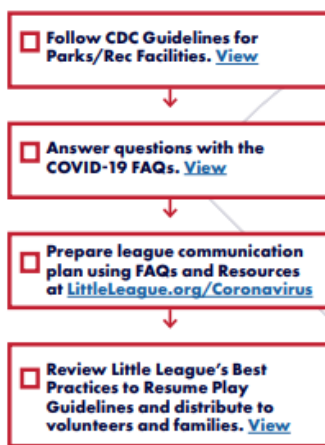 Follow CDC Guidelines for
Parks/Rec Facilities. View
Answer questions with the
COVID-19 FAQs. View
Prepare league communication
plan using FAQs and Resources
at LittleLeague.org/Coronavirus
Review Little League's Best
Practices to Resume Play
Guidelines and distribute to
volunteers and families. View